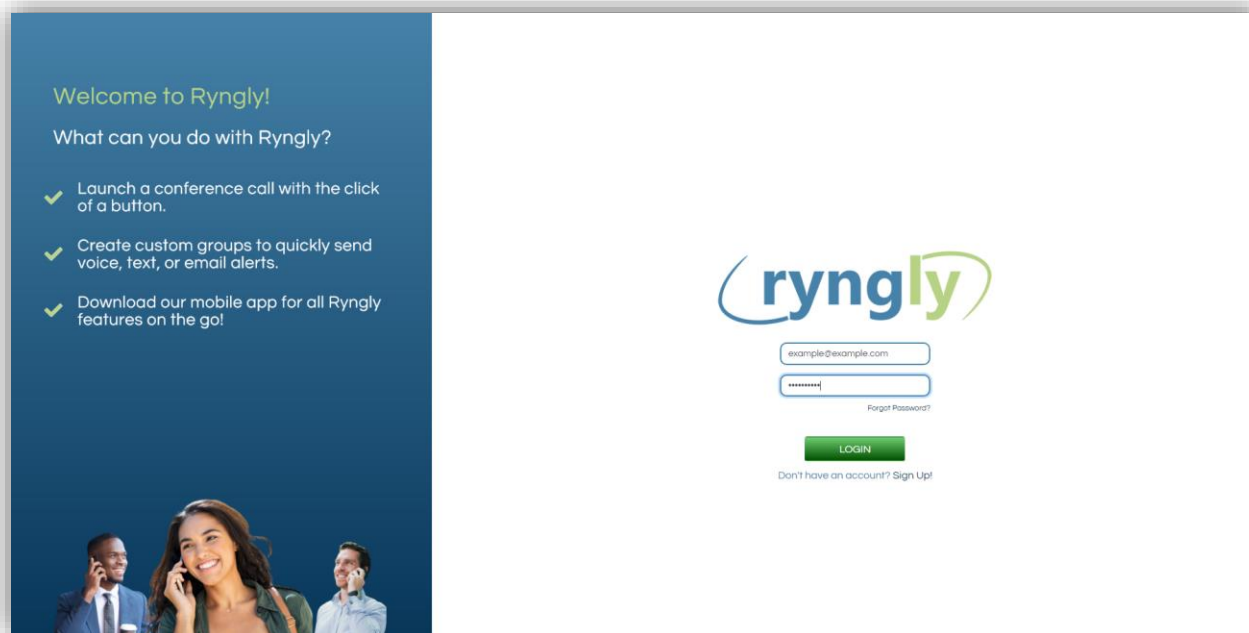 Welcome to Ryngly!
What can you do with Ryngly?
Launch a conference call with the click
of a button.
Create custom groups to quickly send
voice, text, or email alerts.
Download our mobile app for all Ryngly
features on the go!
ryngly
example@example.com
••••••••••
Forgot Password?
LOGIN
Don't have an account? Sign Up!